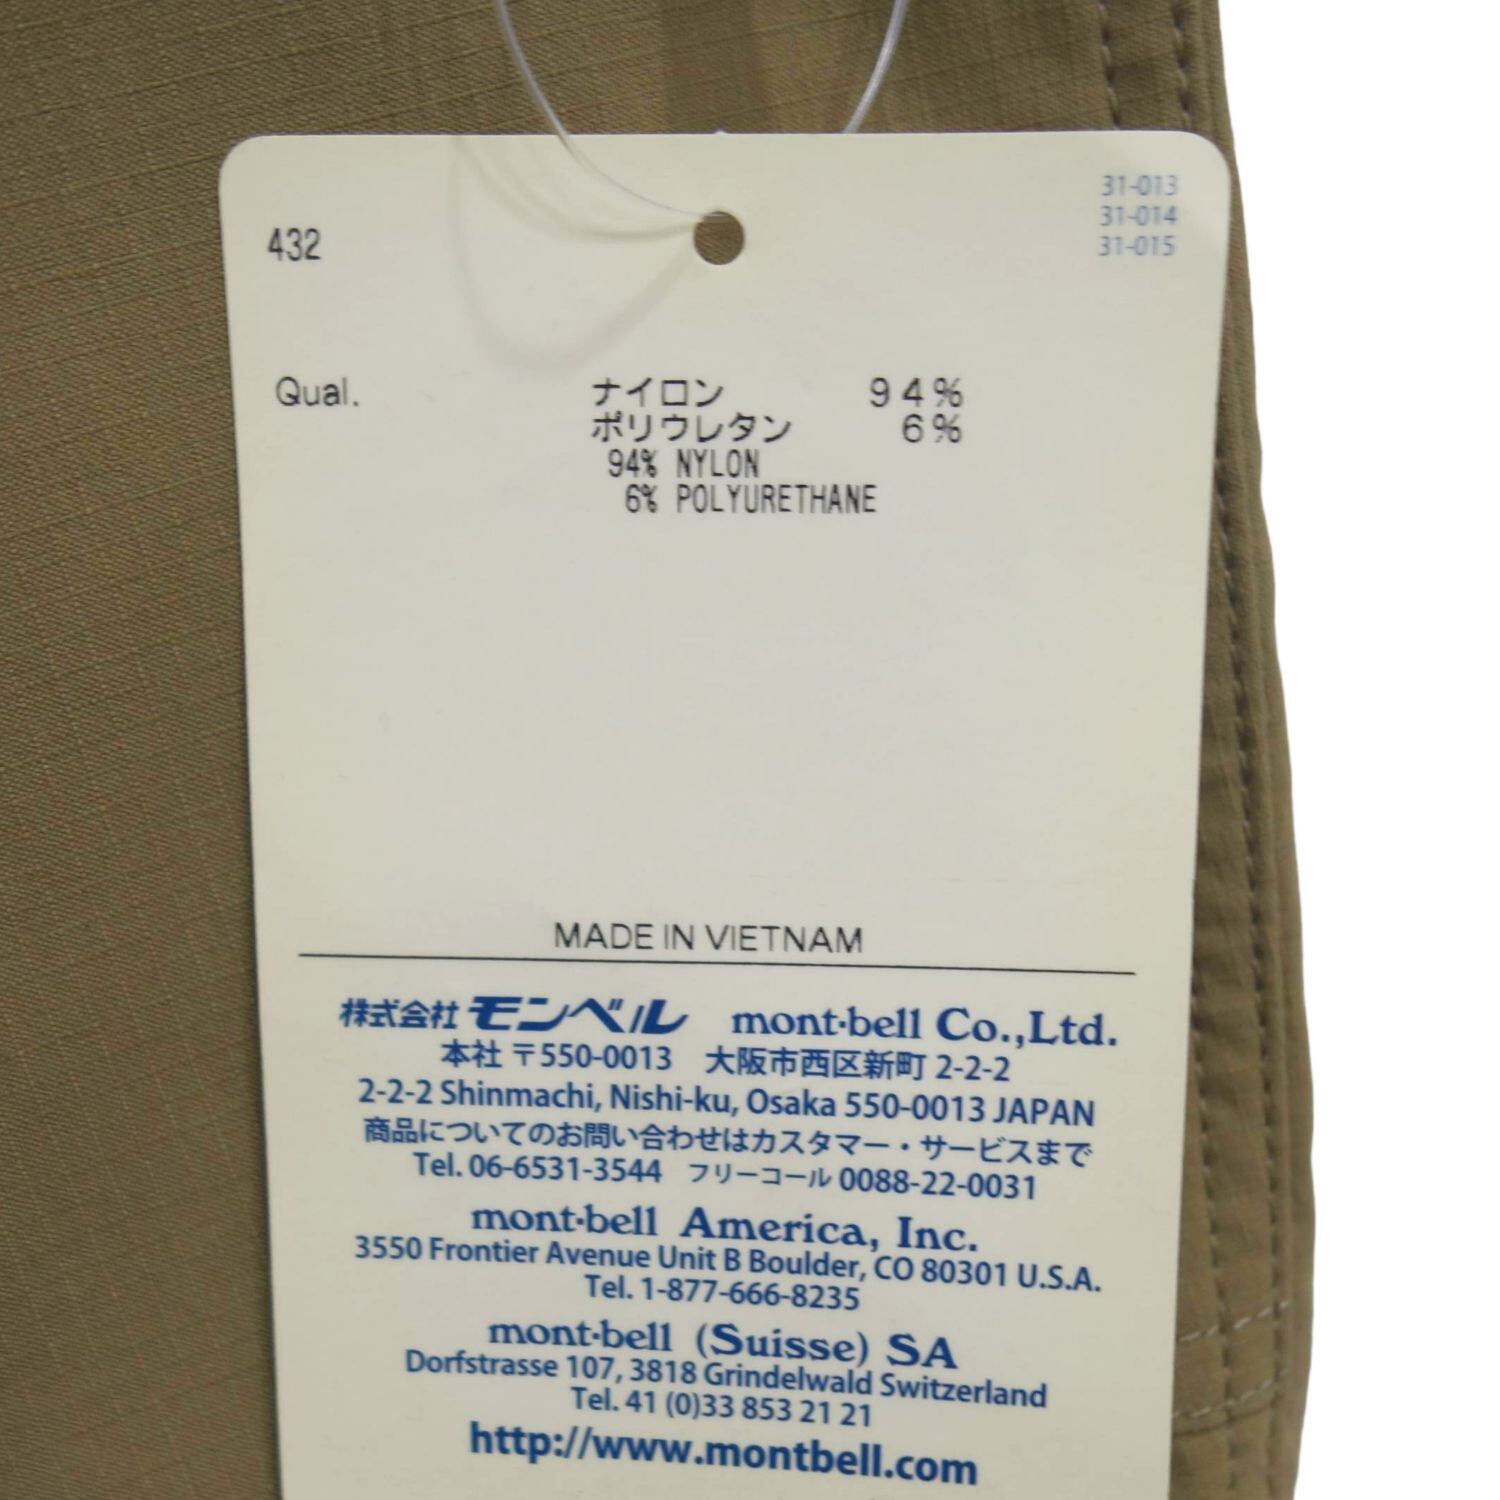 432
31-013
31-014
31-015
Qual.
ナイロン 94%
ポリウレタン 6%
94% NYLON
6% POLYURETHANE
MADE IN VIETNAM
株式会社モンベル mont·bell Co.,Ltd.
本社 〒550-0013 大阪市西区新町 2-2-2
2-2-2 Shinmachi, Nishi-ku, Osaka 550-0013 JAPAN
商品についてのお問い合わせはカスタマー・サービスまで
Tel. 06-6531-3544 フリーコール 0088-22-0031
mont·bell America, Inc.
3550 Frontier Avenue Unit B Boulder, CO 80301 U.S.A.
Tel. 1-877-666-8235
mont·bell (Suisse) SA
Dorfstrasse 107, 3818 Grindelwald Switzerland
Tel. 41 (0)33 853 21 21
http://www.montbell.com